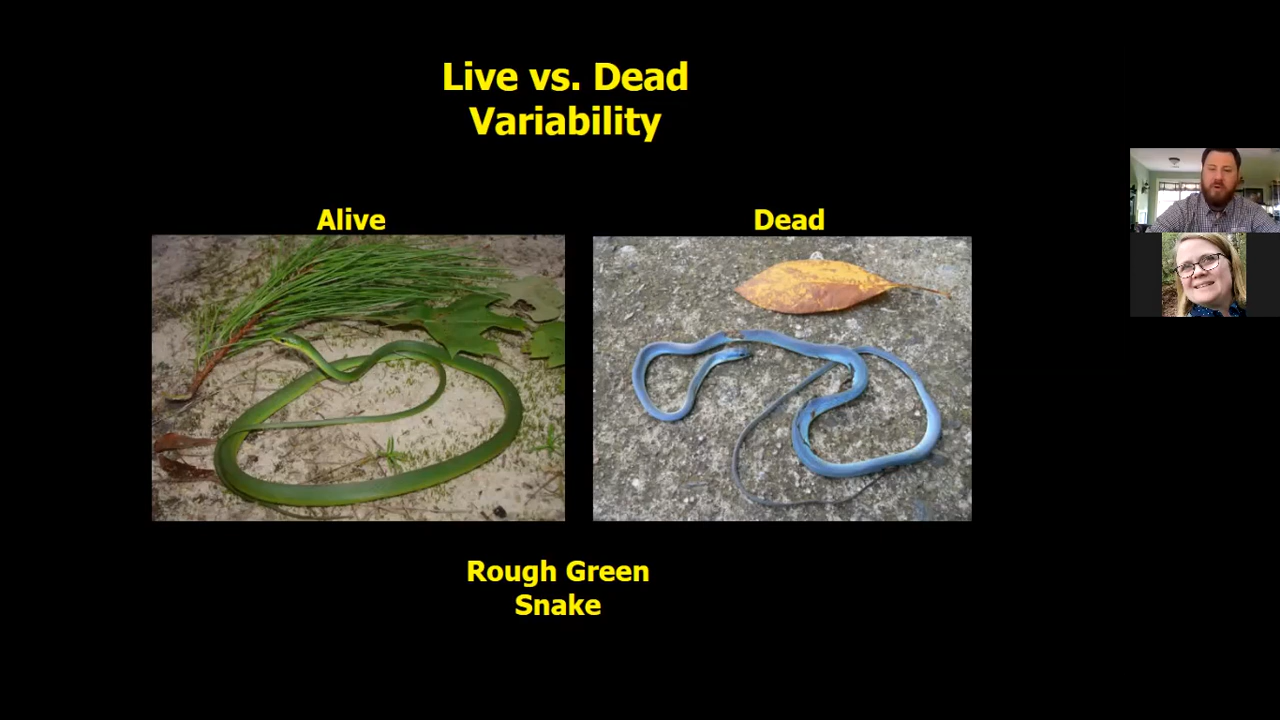 Live vs. Dead
Variability
Alive
Dead
Rough Green
Snake